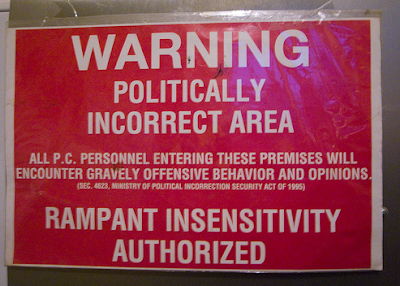 WARNING
POLITICALLY
INCORRECT AREA
ALL P.C. PERSONNEL ENTERING THESE PREMISES WILL
ENCOUNTER GRAVELY OFFENSIVE BEHAVIOR AND OPINIONS.
(SEC. 4623, MINISTRY OF POLITICAL INCORRECTION SECURITY ACT OF 1995)
RAMPANT INSENSITIVITY
AUTHORIZED